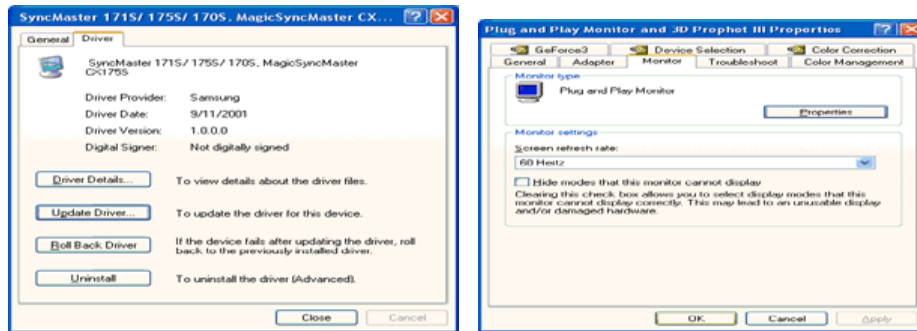 SyncMaster 171S/ 175S/ 170S, MagicSyncMaster CX...
General
Driver
SyncMaster 171S/ 175S/ 170S, MagicSyncMaster
CX175S
Driver Provider: Samsung
Driver Date: 9/11/2001
Driver Version: 1.0.0.0
Digital Signer: Not digitally signed
Driver Details...
To view details about the driver files.
Update Driver...
To update the driver for this device.
Roll Back Driver
If the device fails after updating the driver, roll
back to the previously installed driver.
Uninstall
To uninstall the driver (Advanced).
Close
Cancel
Plug and Play Monitor and 3D Prophet III Properties
GeForce3
Device Selection
Color Correction
General
Adapter
Monitor
Troubleshoot
Color Management
Monitor type
Plug and Play Monitor
Properties
Monitor settings
Screen refresh rate:
60 Hertz
Hide modes that this monitor cannot display
Clearing this check box allows you to select display modes that this
monitor cannot display correctly. This may lead to an unusable display
and/or damaged hardware.
OK
Cancel
Apply